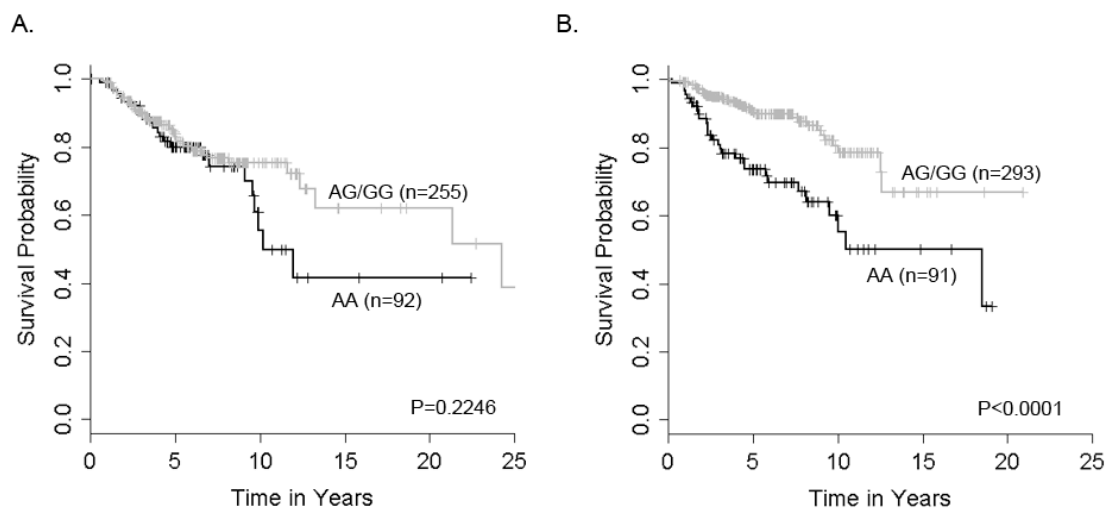 A.
Survival Probability
1.0
0.8
0.6
0.4
0.2
0.0
AG/GG (n=255)
AA (n=92)
P=0.2246
0 5 10 15 20 25
Time in Years
B.
Survival Probability
1.0
0.8
0.6
0.4
0.2
0.0
AG/GG (n=293)
AA (n=91)
P<0.0001
0 5 10 15 20 25
Time in Years